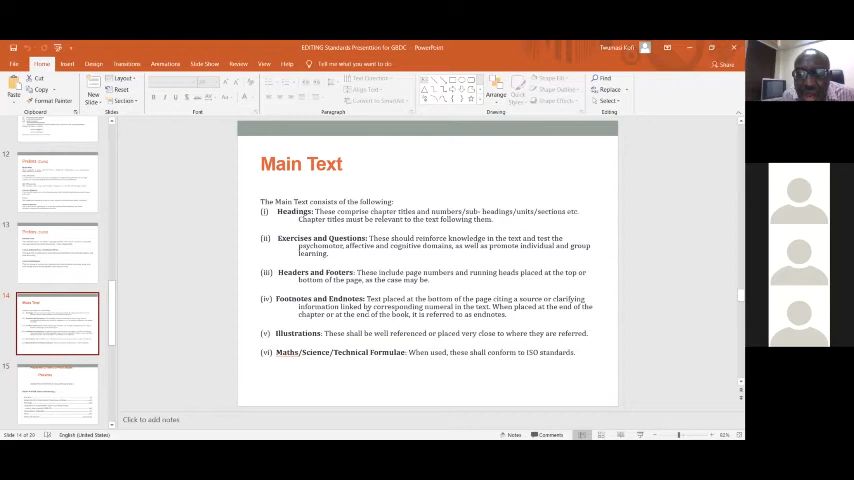 EDITING Standards Presenttion for GBDC - PowerPoint
Twumasi Kofi
File Home Insert Design Transitions Animations Slide Show Review View Help Tell me what you want to do
Share
Paste
Cut
Copy
Format Painter
Clipboard
New
Slide
Layout
Reset
Section
Slides
Font
Text Direction
Align Text
Convert to SmartArt
Paragraph
Arrange
Quick
Styles
Shape Fill
Shape Outline
Shape Effects
Drawing
Find
Replace
Select
Editing
12
13
14
Main Text
15
Main Text
The Main Text consists of the following:
(i) Headings: These comprise chapter titles and numbers/sub- headings/units/sections etc.
Chapter titles must be relevant to the text following them.
(ii) Exercises and Questions: These should reinforce knowledge in the text and test the
psychomotor, affective and cognitive domains, as well as promote individual and group
learning.
(iii) Headers and Footers: These include page numbers and running heads placed at the top or
bottom of the page, as the case may be.
(iv) Footnotes and Endnotes: Text placed at the bottom of the page citing a source or clarifying
information linked by corresponding numeral in the text. When placed at the end of the
chapter or at the end of the book, it is referred to as endnotes.
(v) Illustrations: These shall be well referenced or placed very close to where they are referred.
(vi) Maths/Science/Technical Formulae: When used, these shall conform to ISO standards.
Click to add notes
Slide 14 of 20 English (United States) Notes Comments 82%